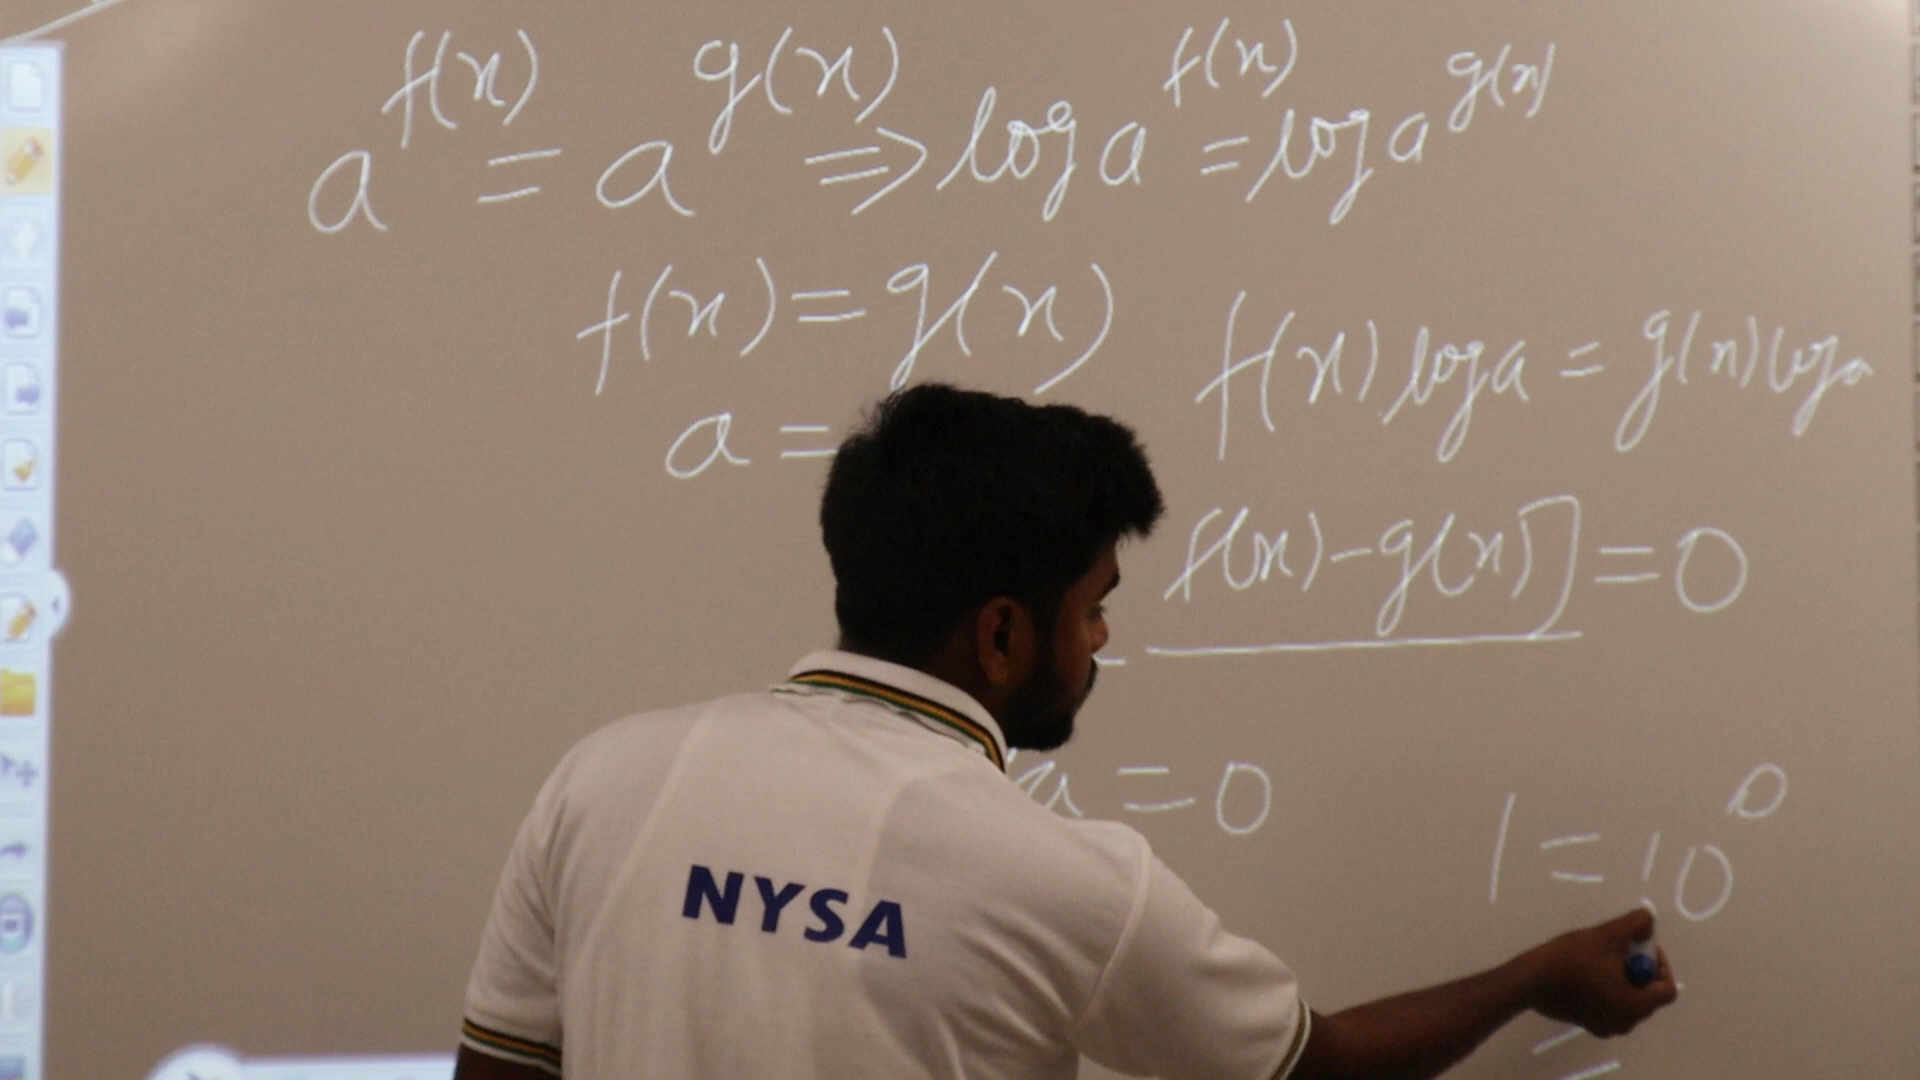 a^f(x) = a^g(x) ⇒ log a^f(x) = log a^g(x)
f(x) = g(x)
f(x) log a = g(x) log a
a =
f(x) - g(x)] = 0
a = 0
1 = 10^0
NYSA